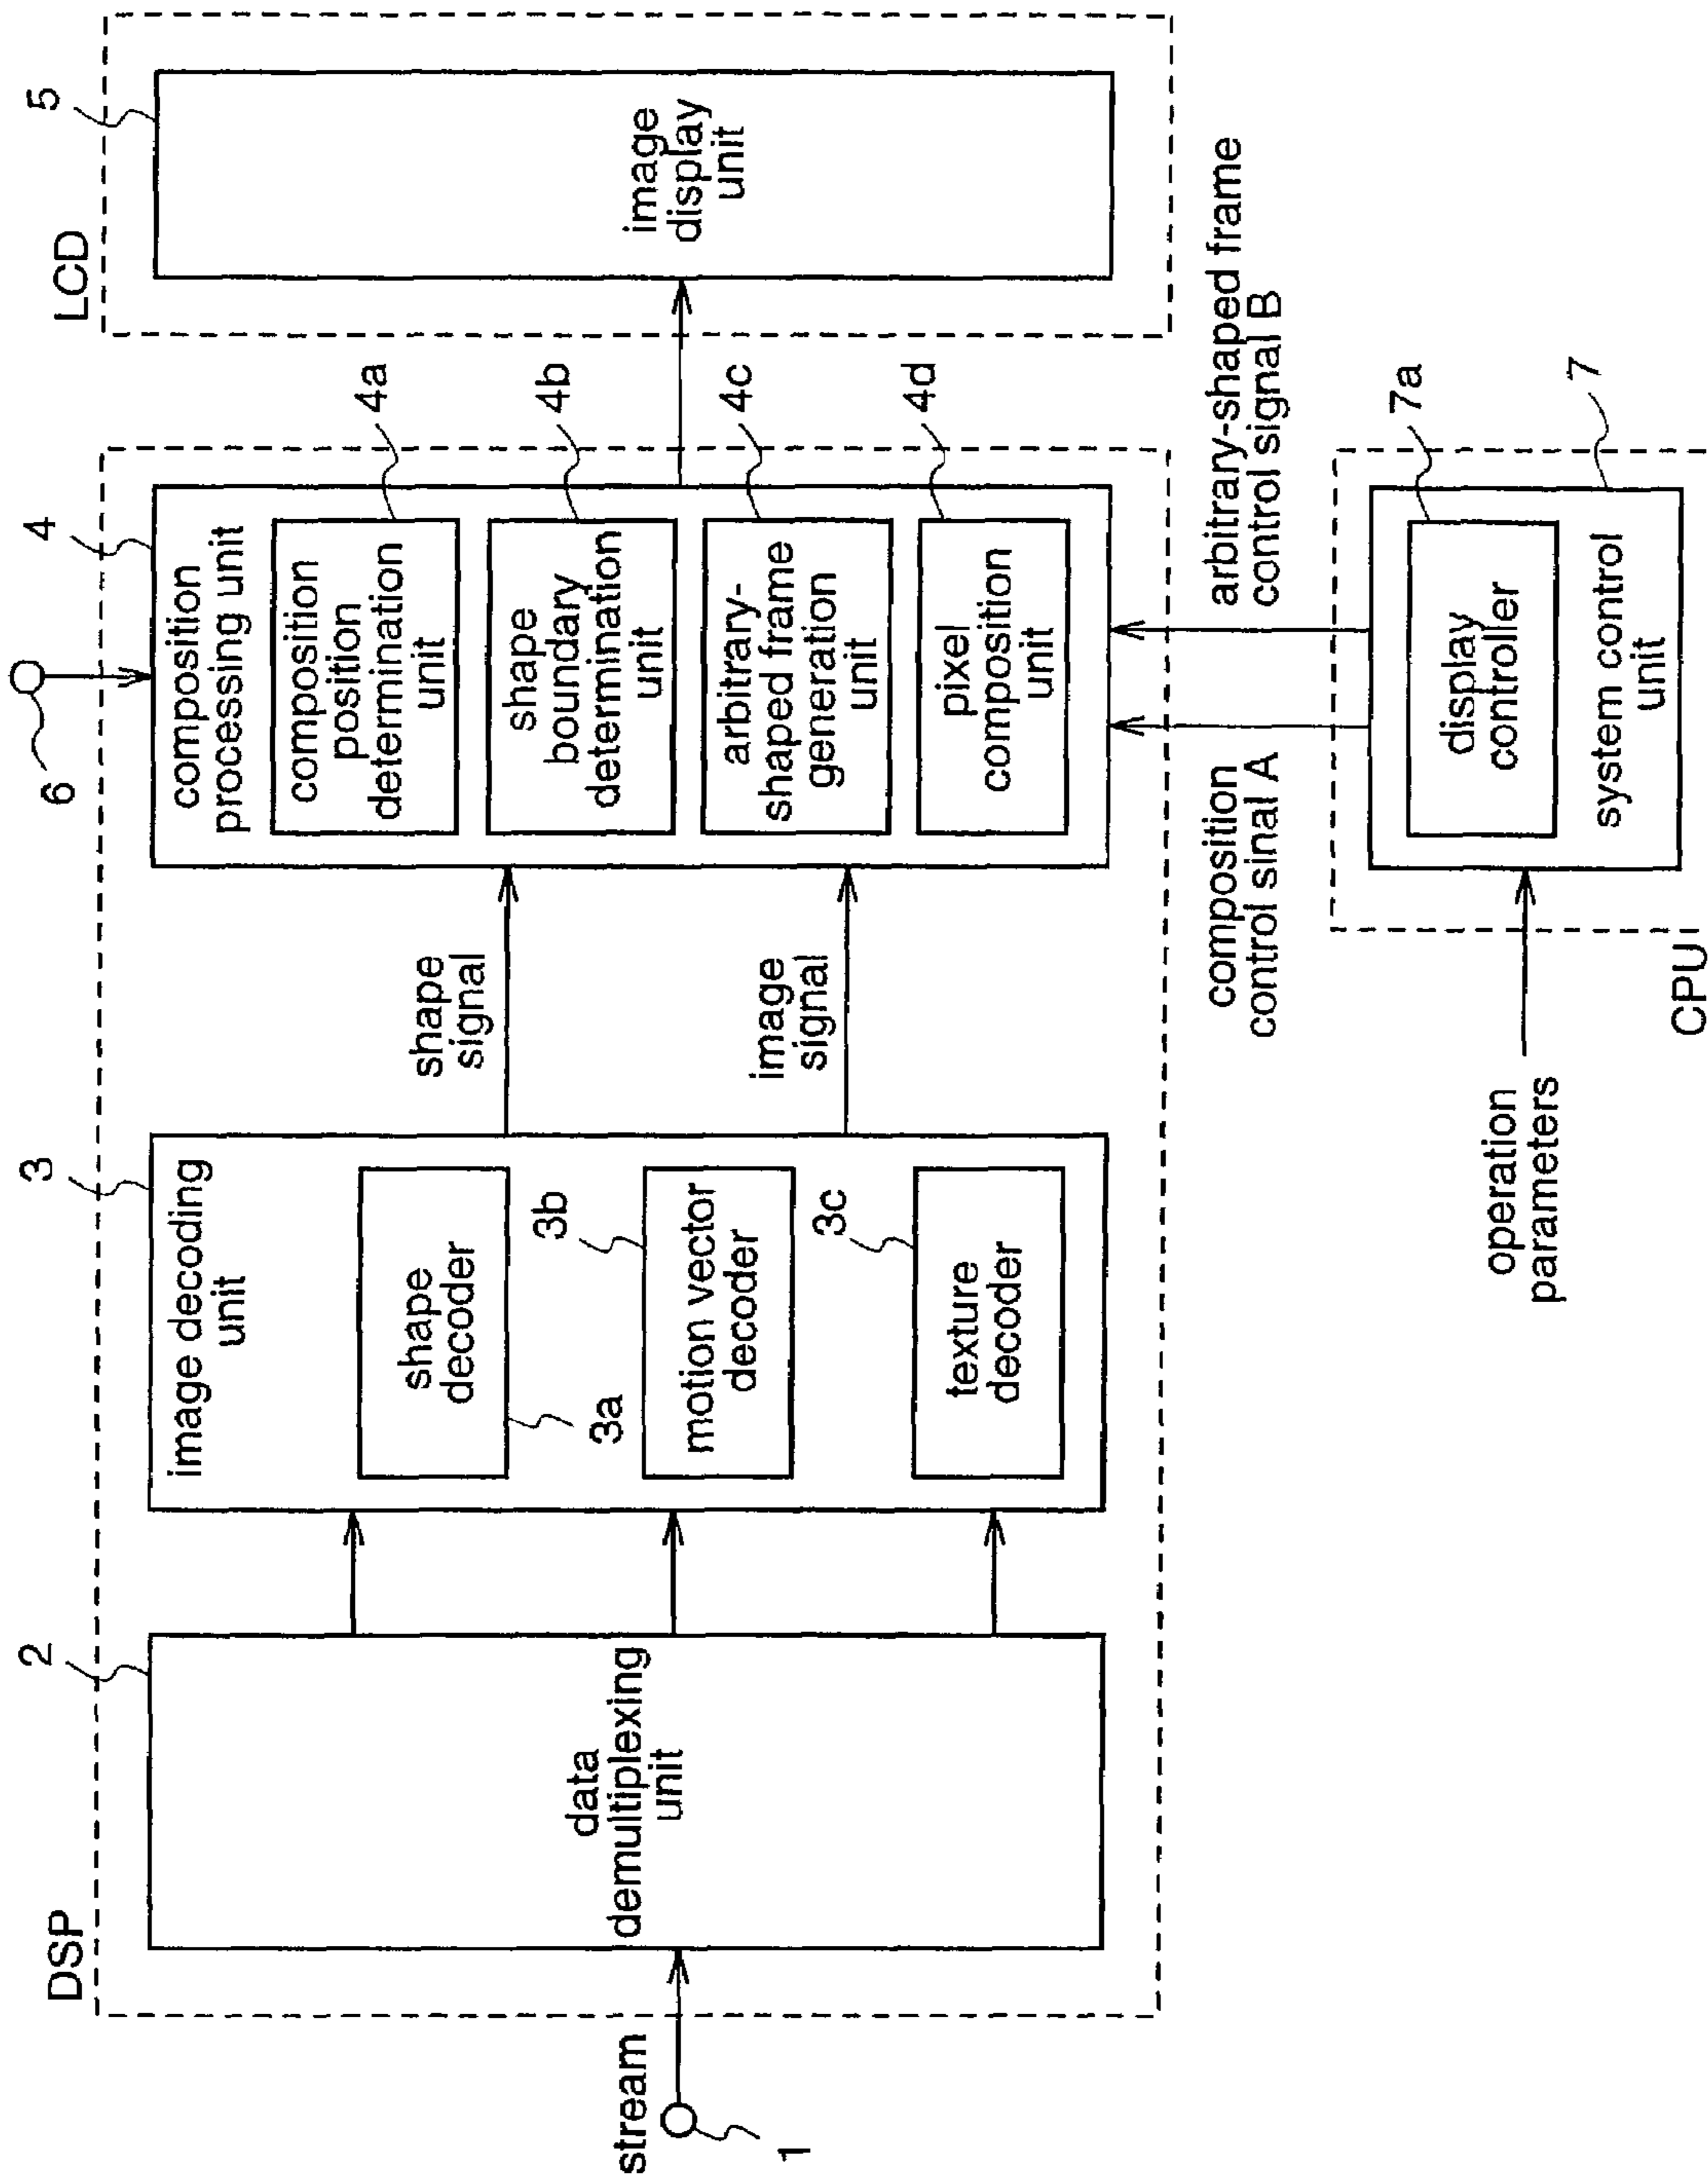 DSP
LCD
stream
1
2
data
demultiplexing
unit
3
image decoding
unit
shape
decoder
3a
3b
motion vector
decoder
3c
texture
decoder
shape
signal
image
signal
6
4
composition
processing unit
composition
position
determination
unit
4a
shape
boundary
determination
unit
4b
arbitrary-
shaped frame
generation
unit
4c
pixel
composition
unit
4d
5
image
display
unit
composition
control sinal A
arbitrary-shaped frame
control signal B
operation
parameters
CPU
7a
display
controller
system control
unit
7